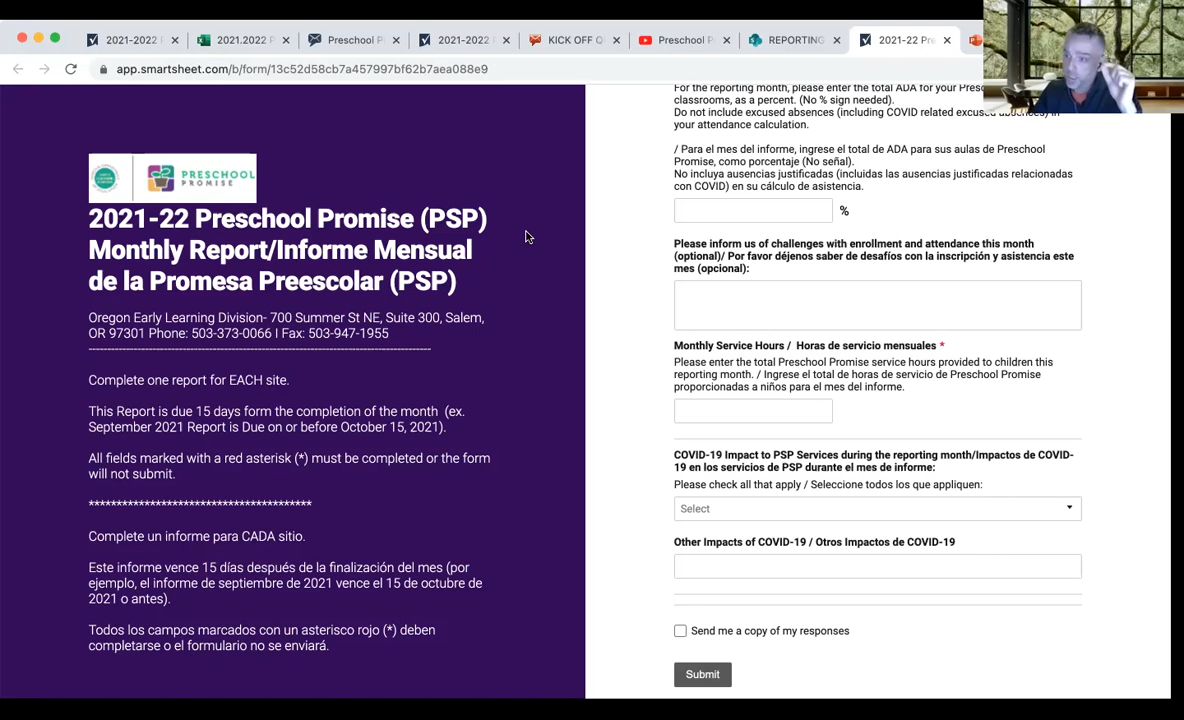 2021-2022
2021.2022 P
Preschool P
2021-2022
KICK OFF O
Preschool P
REPORTING
2021-22 Pre
app.smartsheet.com/b/form/13c52d58cb7a457997bf62b7aea088e9
PRESCHOOL
PROMISE
2021-22 Preschool Promise (PSP)
Monthly Report/Informe Mensual
de la Promesa Preescolar (PSP)
Oregon Early Learning Division- 700 Summer St NE, Suite 300, Salem,
OR 97301 Phone: 503-373-0066 I Fax: 503-947-1955
--------------------------------------------------------------------------------
Complete one report for EACH site.
This Report is due 15 days form the completion of the month (ex.
September 2021 Report is Due on or before October 15, 2021).
All fields marked with a red asterisk (*) must be completed or the form
will not submit.
****************************************
Complete un informe para CADA sitio.
Este informe vence 15 días después de la finalización del mes (por
ejemplo, el informe de septiembre de 2021 vence el 15 de octubre de
2021 o antes).
Todos los campos marcados con un asterisco rojo (*) deben
completarse o el formulario no se enviará.
For the reporting month, please enter the total ADA for your Presc
classrooms, as a percent. (No % sign needed).
Do not include excused absences (including COVID related excused absences) in
your attendance calculation.
/ Para el mes del informe, ingrese el total de ADA para sus aulas de Preschool
Promise, como porcentaje (No señal).
No incluya ausencias justificadas (incluidas las ausencias justificadas relacionadas
con COVID) en su cálculo de asistencia.
%
Please inform us of challenges with enrollment and attendance this month
(optional)/ Por favor déjenos saber de desafíos con la inscripción y asistencia este
mes (opcional):
Monthly Service Hours / Horas de servicio mensuales *
Please enter the total Preschool Promise service hours provided to children this
reporting month. / Ingrese el total de horas de servicio de Preschool Promise
proporcionadas a niños para el mes del informe.
COVID-19 Impact to PSP Services during the reporting month/Impactos de COVID-
19 en los servicios de PSP durante el mes de informe:
Please check all that apply / Seleccione todos los que appliquen:
Select
Other Impacts of COVID-19 / Otros Impactos de COVID-19
Send me a copy of my responses
Submit